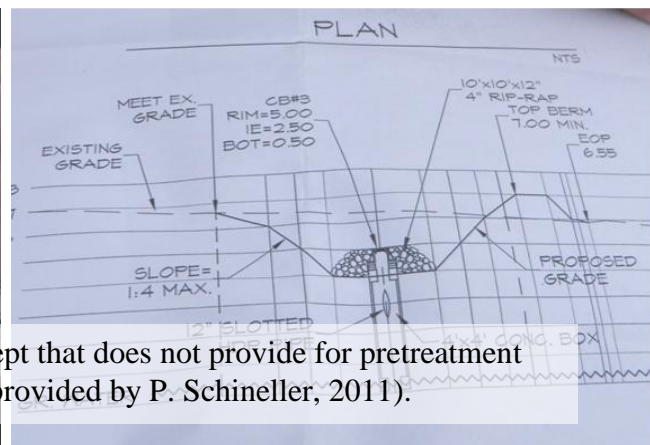 PLAN
NTS
MEET EX.
GRADE
CB#3
RIM=5.00
IE=2.50
BOT=0.50
10'x10'x12"
4" RIP-RAP
TOP BERM
7.00 MIN.
EOP
6.55
EXISTING
GRADE
SLOPE=
1:4 MAX.
PROPOSED
GRADE
12" SLOTTED
PIPE
4'x4' CONC. BOX
ept that does not provide for pretreatment
provided by P. Schineller, 2011).